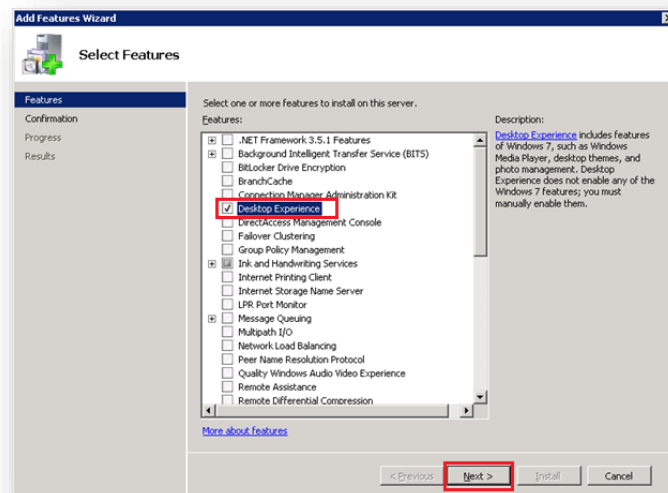 Add Features Wizard
Select Features
Features
Confirmation
Progress
Results
Select one or more features to install on this server.
Features:
.NET Framework 3.5.1 Features
Background Intelligent Transfer Service (BITS)
BitLocker Drive Encryption
BranchCache
Connection Manager Administration Kit
Desktop Experience
DirectAccess Management Console
Failover Clustering
Group Policy Management
Ink and Handwriting Services
Internet Printing Client
Internet Storage Name Server
LPR Port Monitor
Message Queuing
Multipath I/O
Network Load Balancing
Peer Name Resolution Protocol
Quality Windows Audio Video Experience
Remote Assistance
Remote Differential Compression
More about features
Description:
Desktop Experience includes features
of Windows 7, such as Windows
Media Player, desktop themes, and
photo management. Desktop
Experience does not enable any of the
Windows 7 features; you must
manually enable them.
< Previous
Next >
Install
Cancel